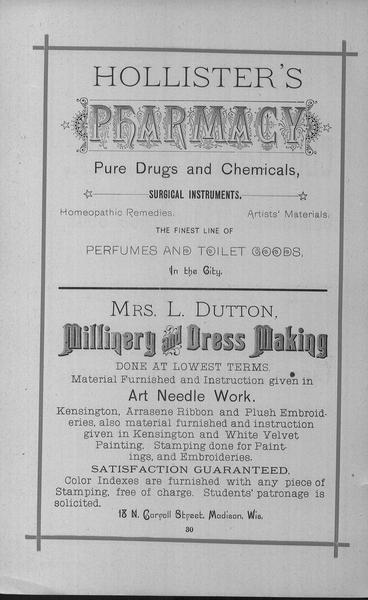 HOLLISTER'S
PHARMACY
Pure Drugs and Chemicals,
SURGICAL INSTRUMENTS.
Homeopathic Remedies. Artists' Materials.
THE FINEST LINE OF
PERFUMES AND TOILET GOODS,
In the City.
MRS. L. DUTTON,
Millinery and Dress Making
DONE AT LOWEST TERMS.
Material Furnished and Instruction given in
Art Needle Work.
Kensington, Arrasene Ribbon and Plush Embroid-
eries, also material furnished and instruction
given in Kensington and White Velvet
Painting. Stamping done for Paint-
ings, and Embroideries.
SATISFACTION GUARANTEED.
Color Indexes are furnished with any piece of
Stamping, free of charge. Students' patronage is
solicited.
18 N. Carroll Street, Madison, Wis.
30